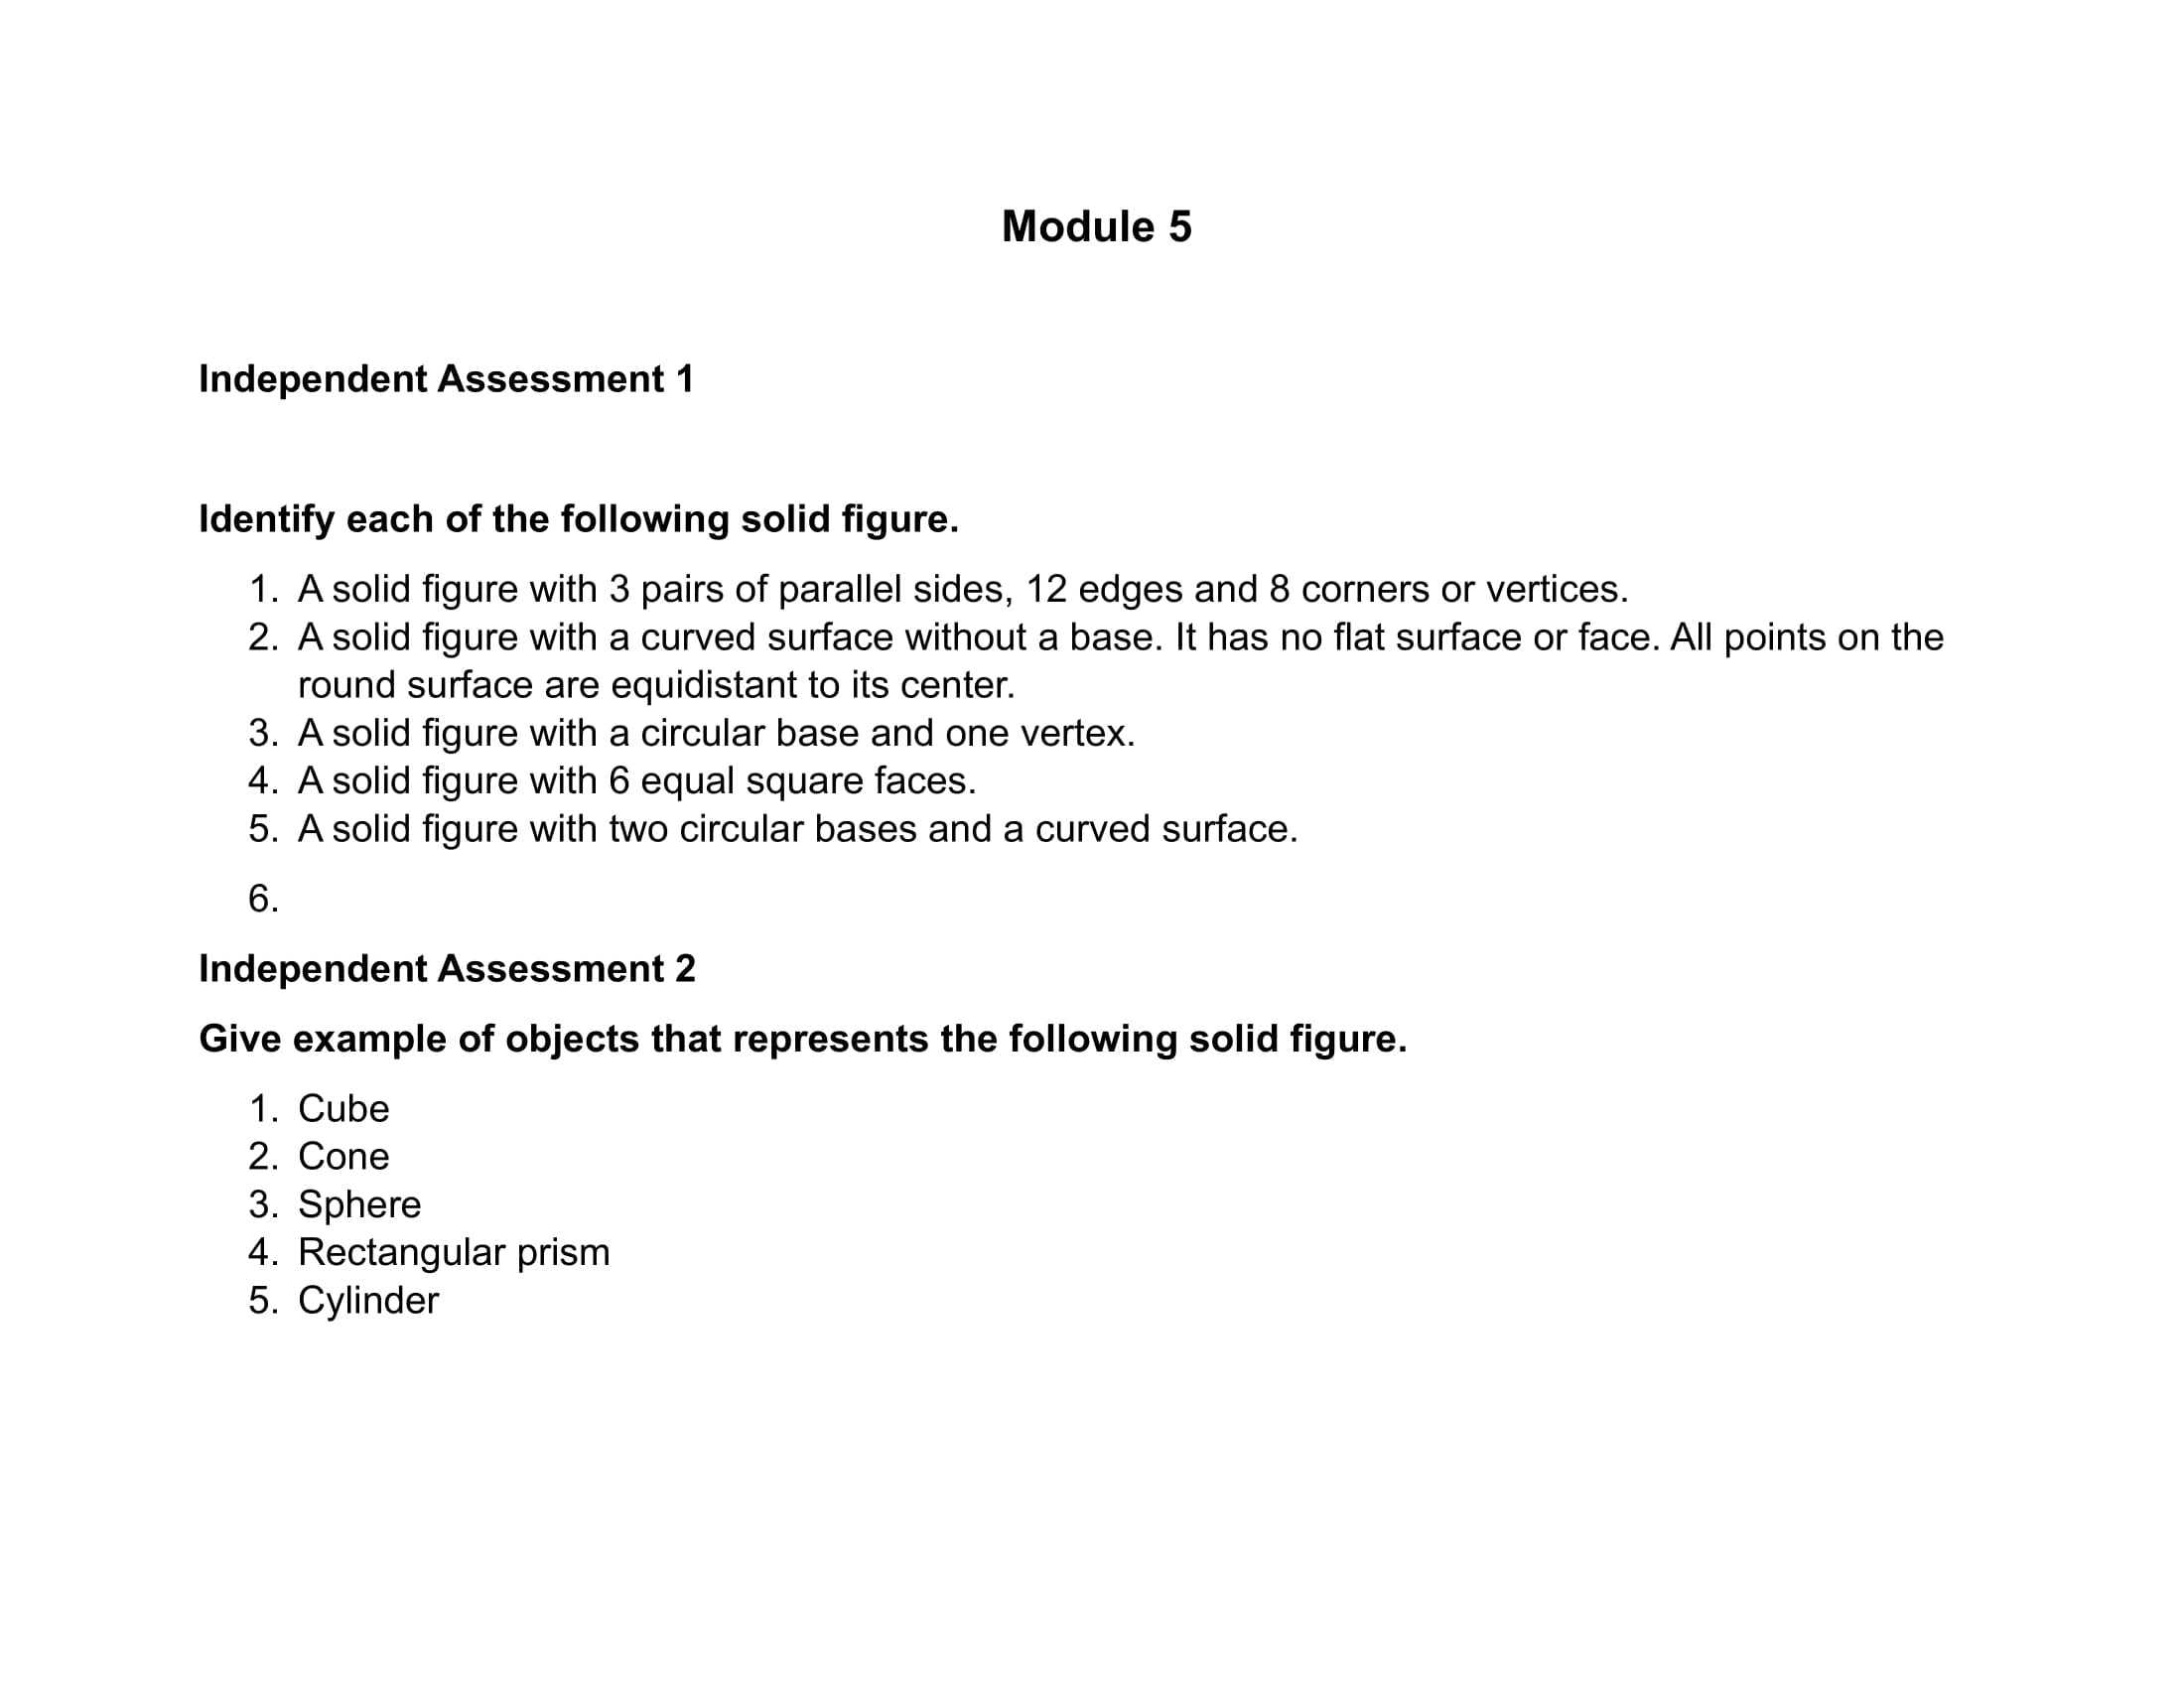 Module 5
Independent Assessment 1
Identify each of the following solid figure.
1. A solid figure with 3 pairs of parallel sides, 12 edges and 8 corners or vertices.
2. A solid figure with a curved surface without a base. It has no flat surface or face. All points on the
round surface are equidistant to its center.
3. A solid figure with a circular base and one vertex.
4. A solid figure with 6 equal square faces.
5. A solid figure with two circular bases and a curved surface.
6.
Independent Assessment 2
Give example of objects that represents the following solid figure.
1. Cube
2. Cone
3. Sphere
4. Rectangular prism
5. Cylinder